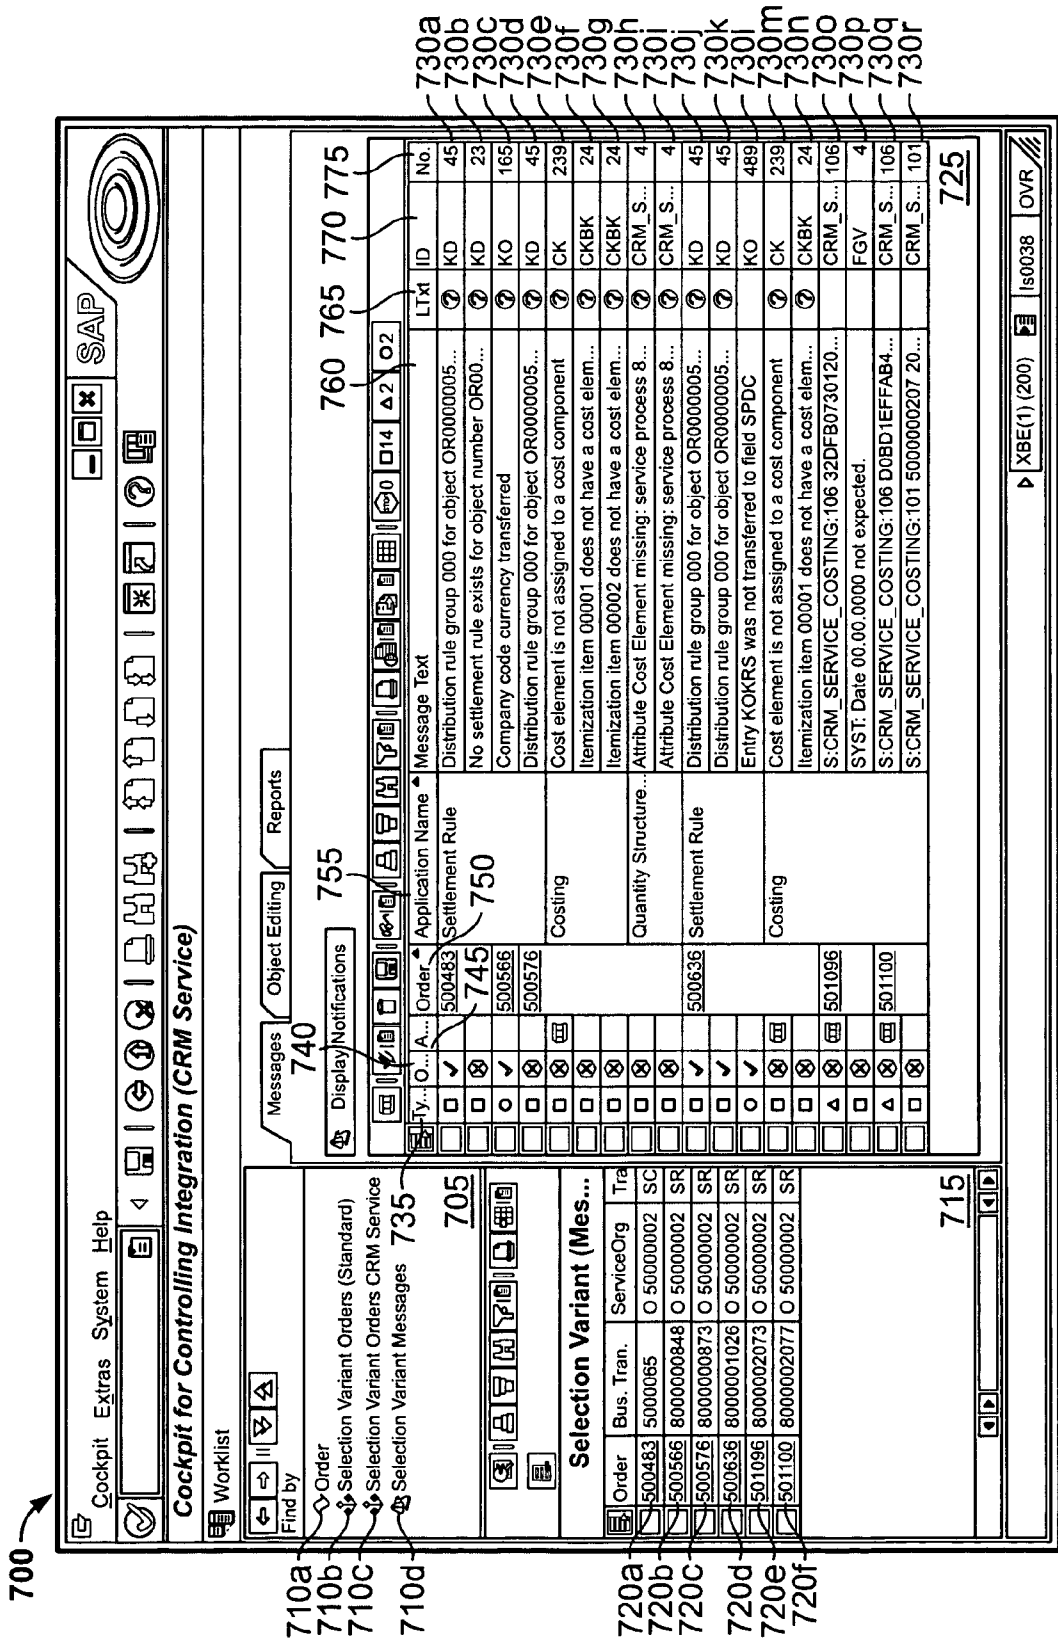 700
Cockpit Extras System Help
SAP
Cockpit for Controlling Integration (CRM Service)
Worklist
Find by
710a Order
710b Selection Variant Orders (Standard)
710c Selection Variant Orders CRM Service
710d Selection Variant Messages
705
Selection Variant (Mes...
Order Bus. Tran. ServiceOrg Tra
720a 500483 5000065 O 50000002 SC
720b 500566 8000000848 O 50000002 SR
720c 500576 8000000873 O 50000002 SR
720d 500636 8000001026 O 50000002 SR
720e 501096 8000002073 O 50000002 SR
720f 501100 8000002077 O 50000002 SR
715
Messages Object Editing Reports
Display Notifications
STOP 0 14 2 2
735 740 745 750 755 760 765 770 775
Ty... O... A... Order Application Name Message Text LTxt ID No.
500483 Settlement Rule Distribution rule group 000 for object OR0000005... KD 45 730a
No settlement rule exists for object number OR00... KD 23 730b
500566 Company code currency transferred KO 165 730c
500576 Distribution rule group 000 for object OR0000005... KD 45 730d
Costing Cost element is not assigned to a cost component CK 239 730e
Itemization item 00001 does not have a cost elem... CKBK 24 730f
Itemization item 00002 does not have a cost elem... CKBK 24 730g
Quantity Structure... Attribute Cost Element missing: service process 8... CRM_S... 4 730h
Attribute Cost Element missing: service process 8... CRM_S... 4 730i
500636 Settlement Rule Distribution rule group 000 for object OR0000005... KD 45 730j
Distribution rule group 000 for object OR0000005... KD 45 730k
Entry KOKRS was not transferred to field SPDC KO 489 730l
Costing Cost element is not assigned to a cost component CK 239 730m
Itemization item 00001 does not have a cost elem... CKBK 24 730n
501096 S:CRM_SERVICE_COSTING:106 32DFB0730120... CRM_S... 106 730o
SYST: Date 00.00.0000 not expected. FGV 4 730p
501100 S:CRM_SERVICE_COSTING:106 D0BD1EFFAB4... CRM_S... 106 730q
S:CRM_SERVICE_COSTING:101 5000000207 20... CRM_S... 101 730r
725
XBE(1) (200) ls0038 OVR